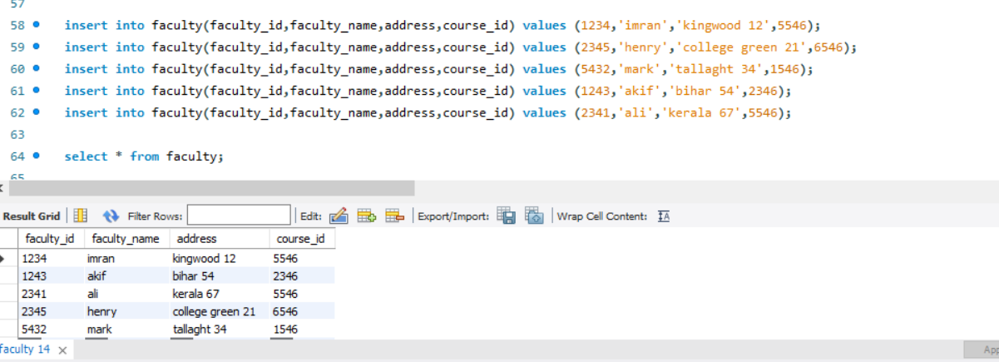 57
58 insert into faculty(faculty_id,faculty_name,address,course_id) values (1234,'imran','kingwood 12',5546);
59 insert into faculty(faculty_id,faculty_name,address,course_id) values (2345,'henry','college green 21',6546);
60 insert into faculty(faculty_id,faculty_name,address,course_id) values (5432,'mark','tallaght 34',1546);
61 insert into faculty(faculty_id,faculty_name,address,course_id) values (1243,'akif','bihar 54',2346);
62 insert into faculty(faculty_id,faculty_name,address,course_id) values (2341,'ali','kerala 67',5546);
63
64 select * from faculty;
65
Result Grid Filter Rows: Edit: Export/Import: Wrap Cell Content: IA
faculty_id faculty_name address course_id
1234 imran kingwood 12 5546
1243 akif bihar 54 2346
2341 ali kerala 67 5546
2345 henry college green 21 6546
5432 mark tallaght 34 1546
faculty 14 App